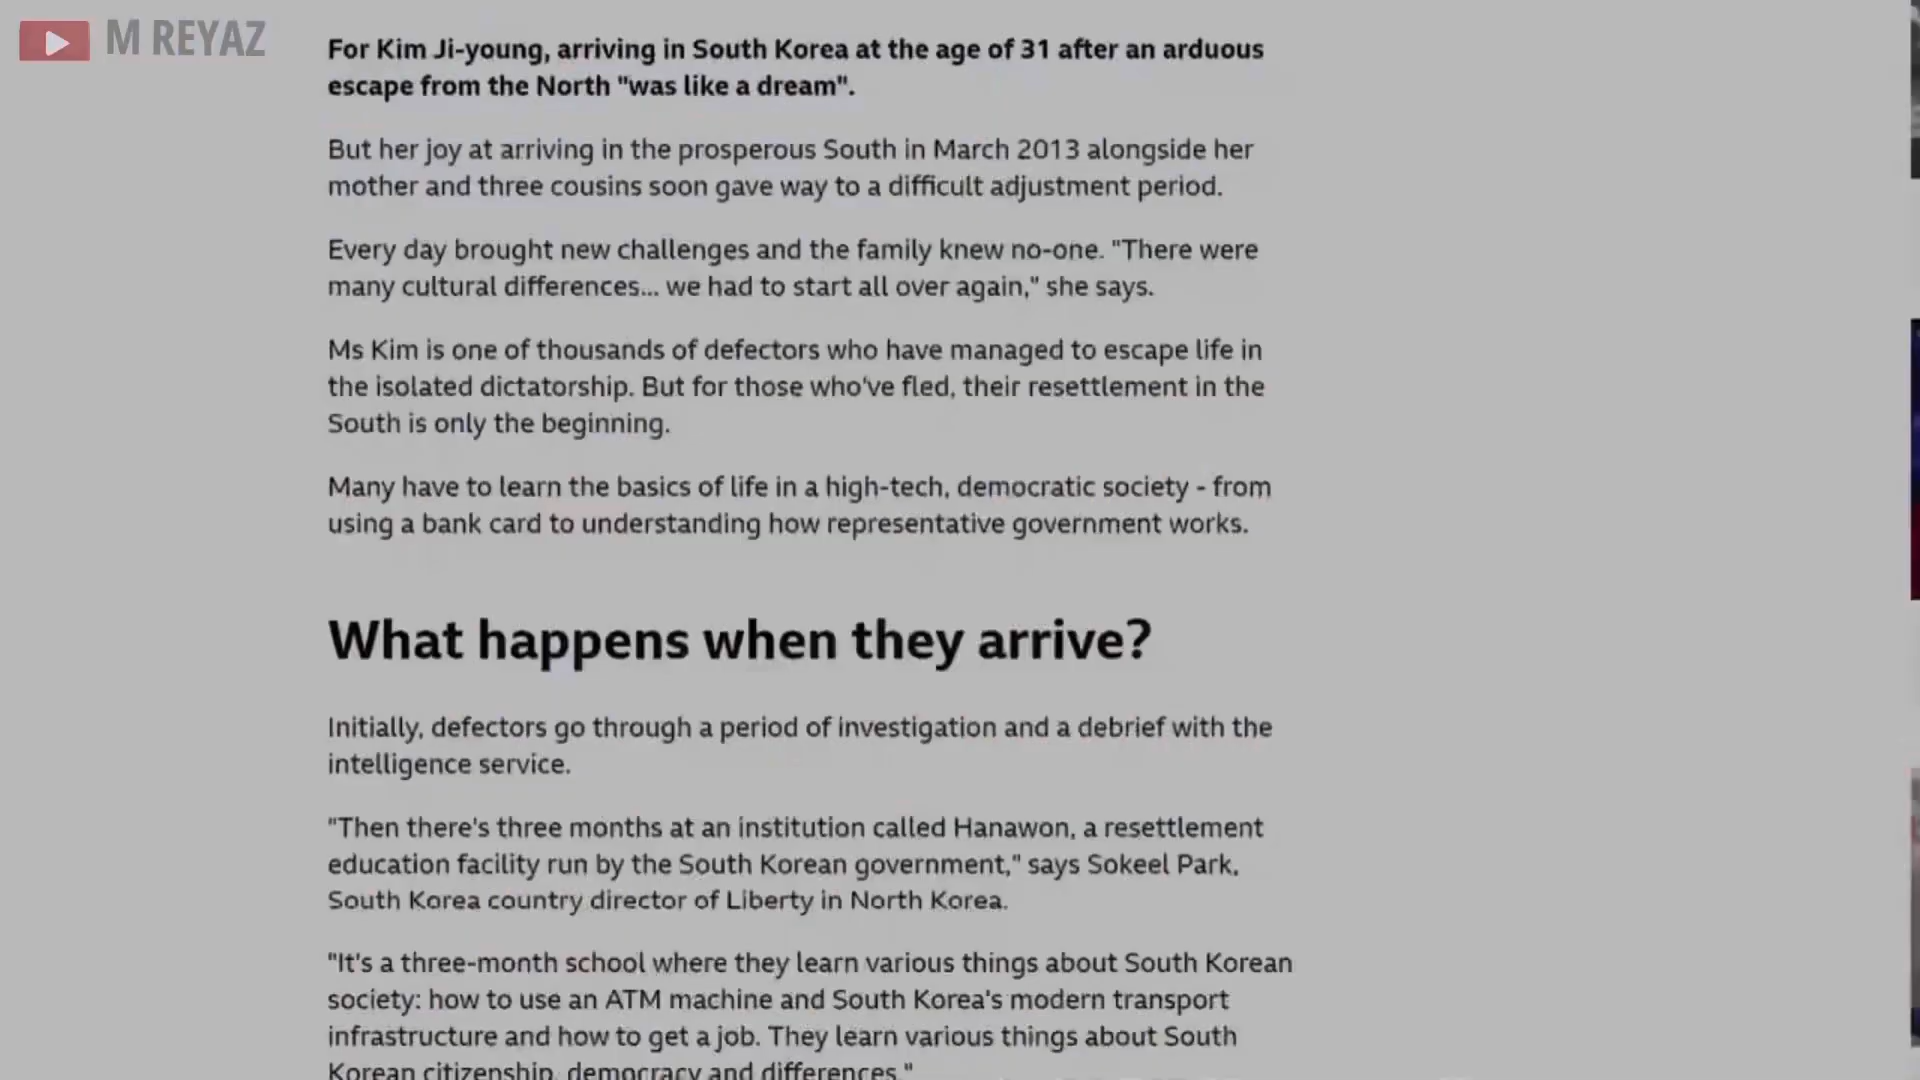 M REYAZ
For Kim Ji-young, arriving in South Korea at the age of 31 after an arduous
escape from the North "was like a dream".
But her joy at arriving in the prosperous South in March 2013 alongside her
mother and three cousins soon gave way to a difficult adjustment period.
Every day brought new challenges and the family knew no-one. "There were
many cultural differences... we had to start all over again," she says.
Ms Kim is one of thousands of defectors who have managed to escape life in
the isolated dictatorship. But for those who've fled, their resettlement in the
South is only the beginning.
Many have to learn the basics of life in a high-tech, democratic society - from
using a bank card to understanding how representative government works.
What happens when they arrive?
Initially, defectors go through a period of investigation and a debrief with the
intelligence service.
"Then there's three months at an institution called Hanawon, a resettlement
education facility run by the South Korean government," says Sokeel Park,
South Korea country director of Liberty in North Korea.
"It's a three-month school where they learn various things about South Korean
society: how to use an ATM machine and South Korea's modern transport
infrastructure and how to get a job. They learn various things about South
Korean citizenship, democracy and differences."